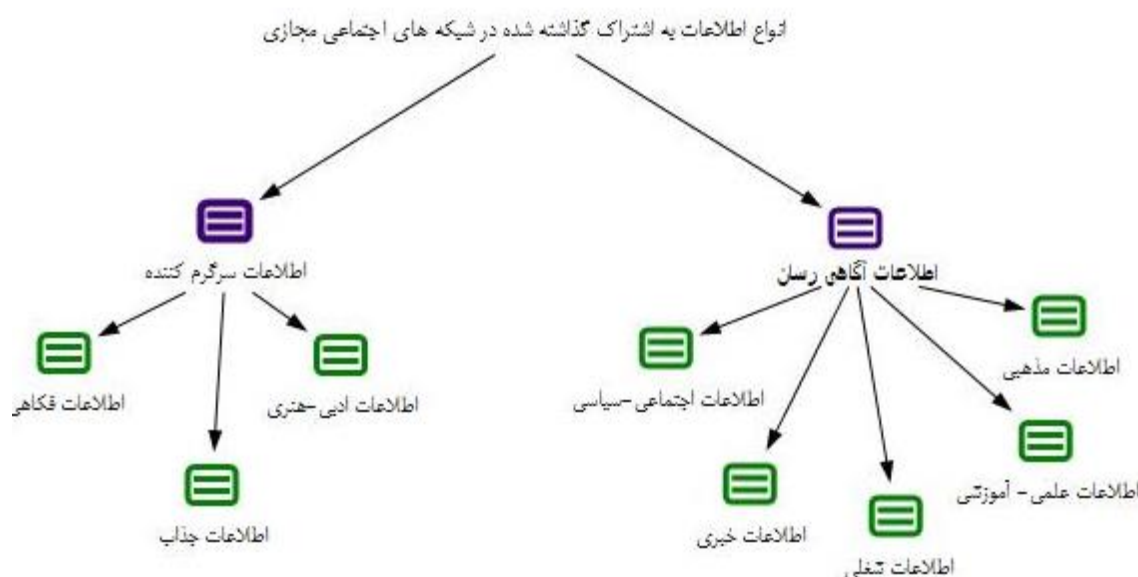 انواع اطلاعات به اشتراک گذاشته شده در شبکه های اجتماعی مجازی
اطلاعات آگاهی رسان
اطلاعات سرگرم کننده
اطلاعات مذهبی
اطلاعات علمی- آموزشی
اطلاعات شغلی
اطلاعات خبری
اطلاعات اجتماعی-سیاسی
اطلاعات ادبی-هنری
اطلاعات جذاب
اطلاعات فکاهی